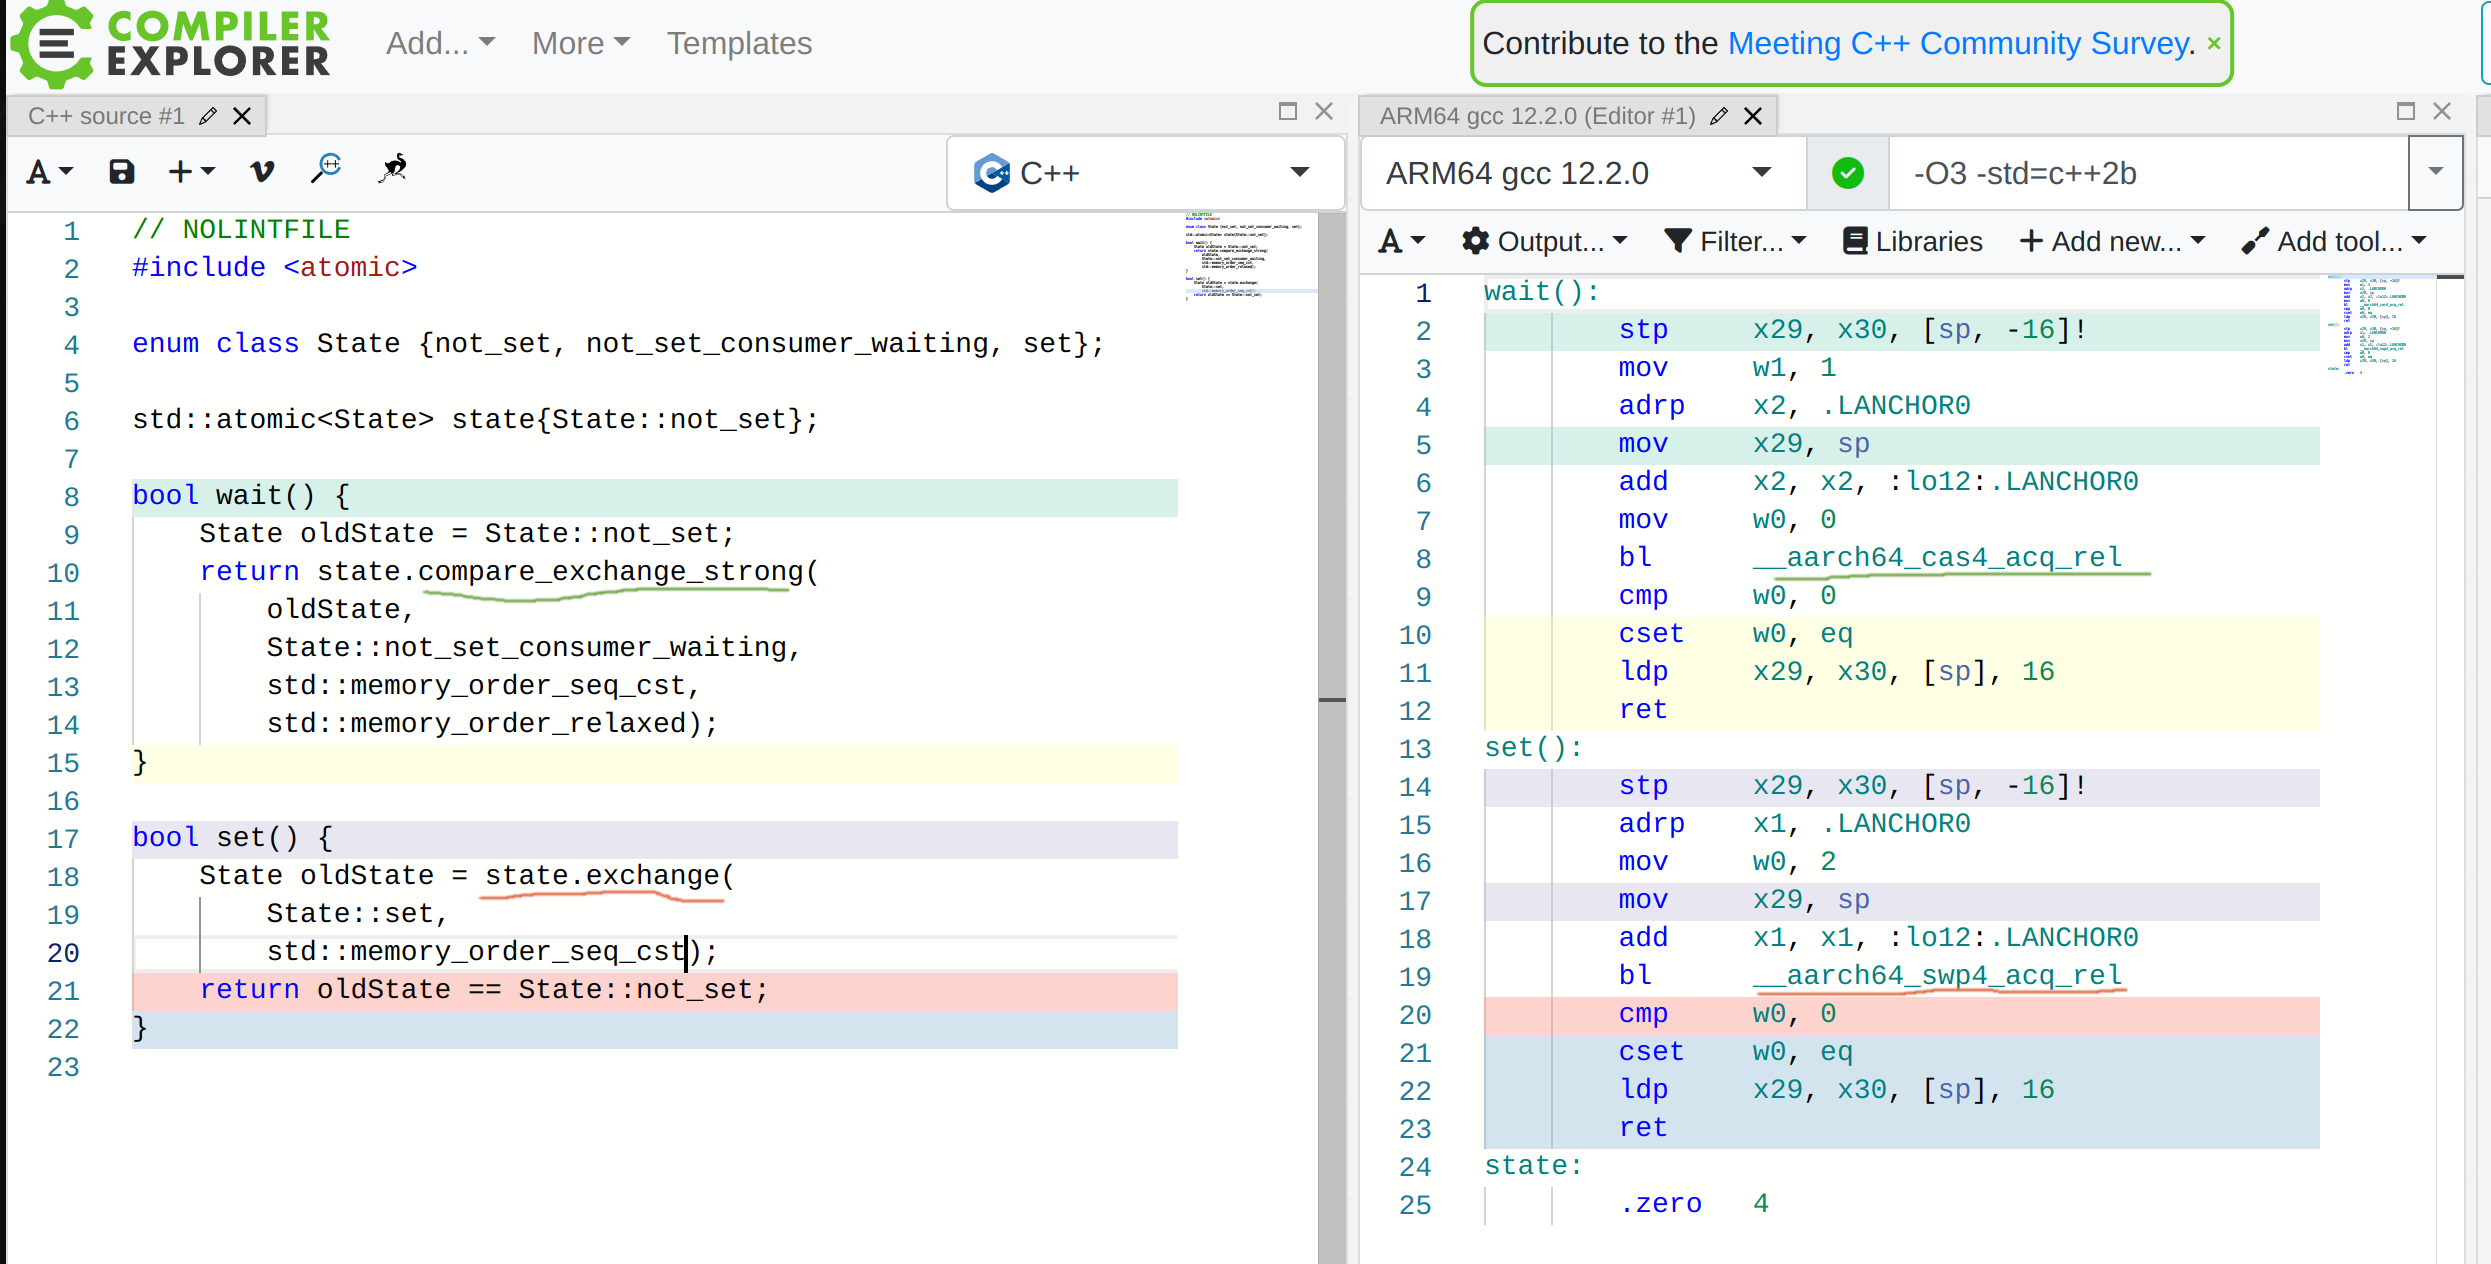 COMPILER EXPLORER
Add... More Templates
Contribute to the Meeting C++ Community Survey. ×
C++ source #1
C++
1 // NOLINTFILE
2 #include <atomic>
3
4 enum class State {not_set, not_set_consumer_waiting, set};
5
6 std::atomic<State> state{State::not_set};
7
8 bool wait() {
9 State oldState = State::not_set;
10 return state.compare_exchange_strong(
11 oldState,
12 State::not_set_consumer_waiting,
13 std::memory_order_seq_cst,
14 std::memory_order_relaxed);
15 }
16
17 bool set() {
18 State oldState = state.exchange(
19 State::set,
20 std::memory_order_seq_cst);
21 return oldState == State::not_set;
22 }
23
ARM64 gcc 12.2.0 (Editor #1)
ARM64 gcc 12.2.0
-O3 -std=c++2b
A Output... Filter... Libraries + Add new... Add tool...
1 wait():
2 stp x29, x30, [sp, -16]!
3 mov w1, 1
4 adrp x2, .LANCHOR0
5 mov x29, sp
6 add x2, x2, :lo12:.LANCHOR0
7 mov w0, 0
8 bl __aarch64_cas4_acq_rel
9 cmp w0, 0
10 cset w0, eq
11 ldp x29, x30, [sp], 16
12 ret
13 set():
14 stp x29, x30, [sp, -16]!
15 adrp x1, .LANCHOR0
16 mov w0, 2
17 mov x29, sp
18 add x1, x1, :lo12:.LANCHOR0
19 bl __aarch64_swp4_acq_rel
20 cmp w0, 0
21 cset w0, eq
22 ldp x29, x30, [sp], 16
23 ret
24 state:
25 .zero 4